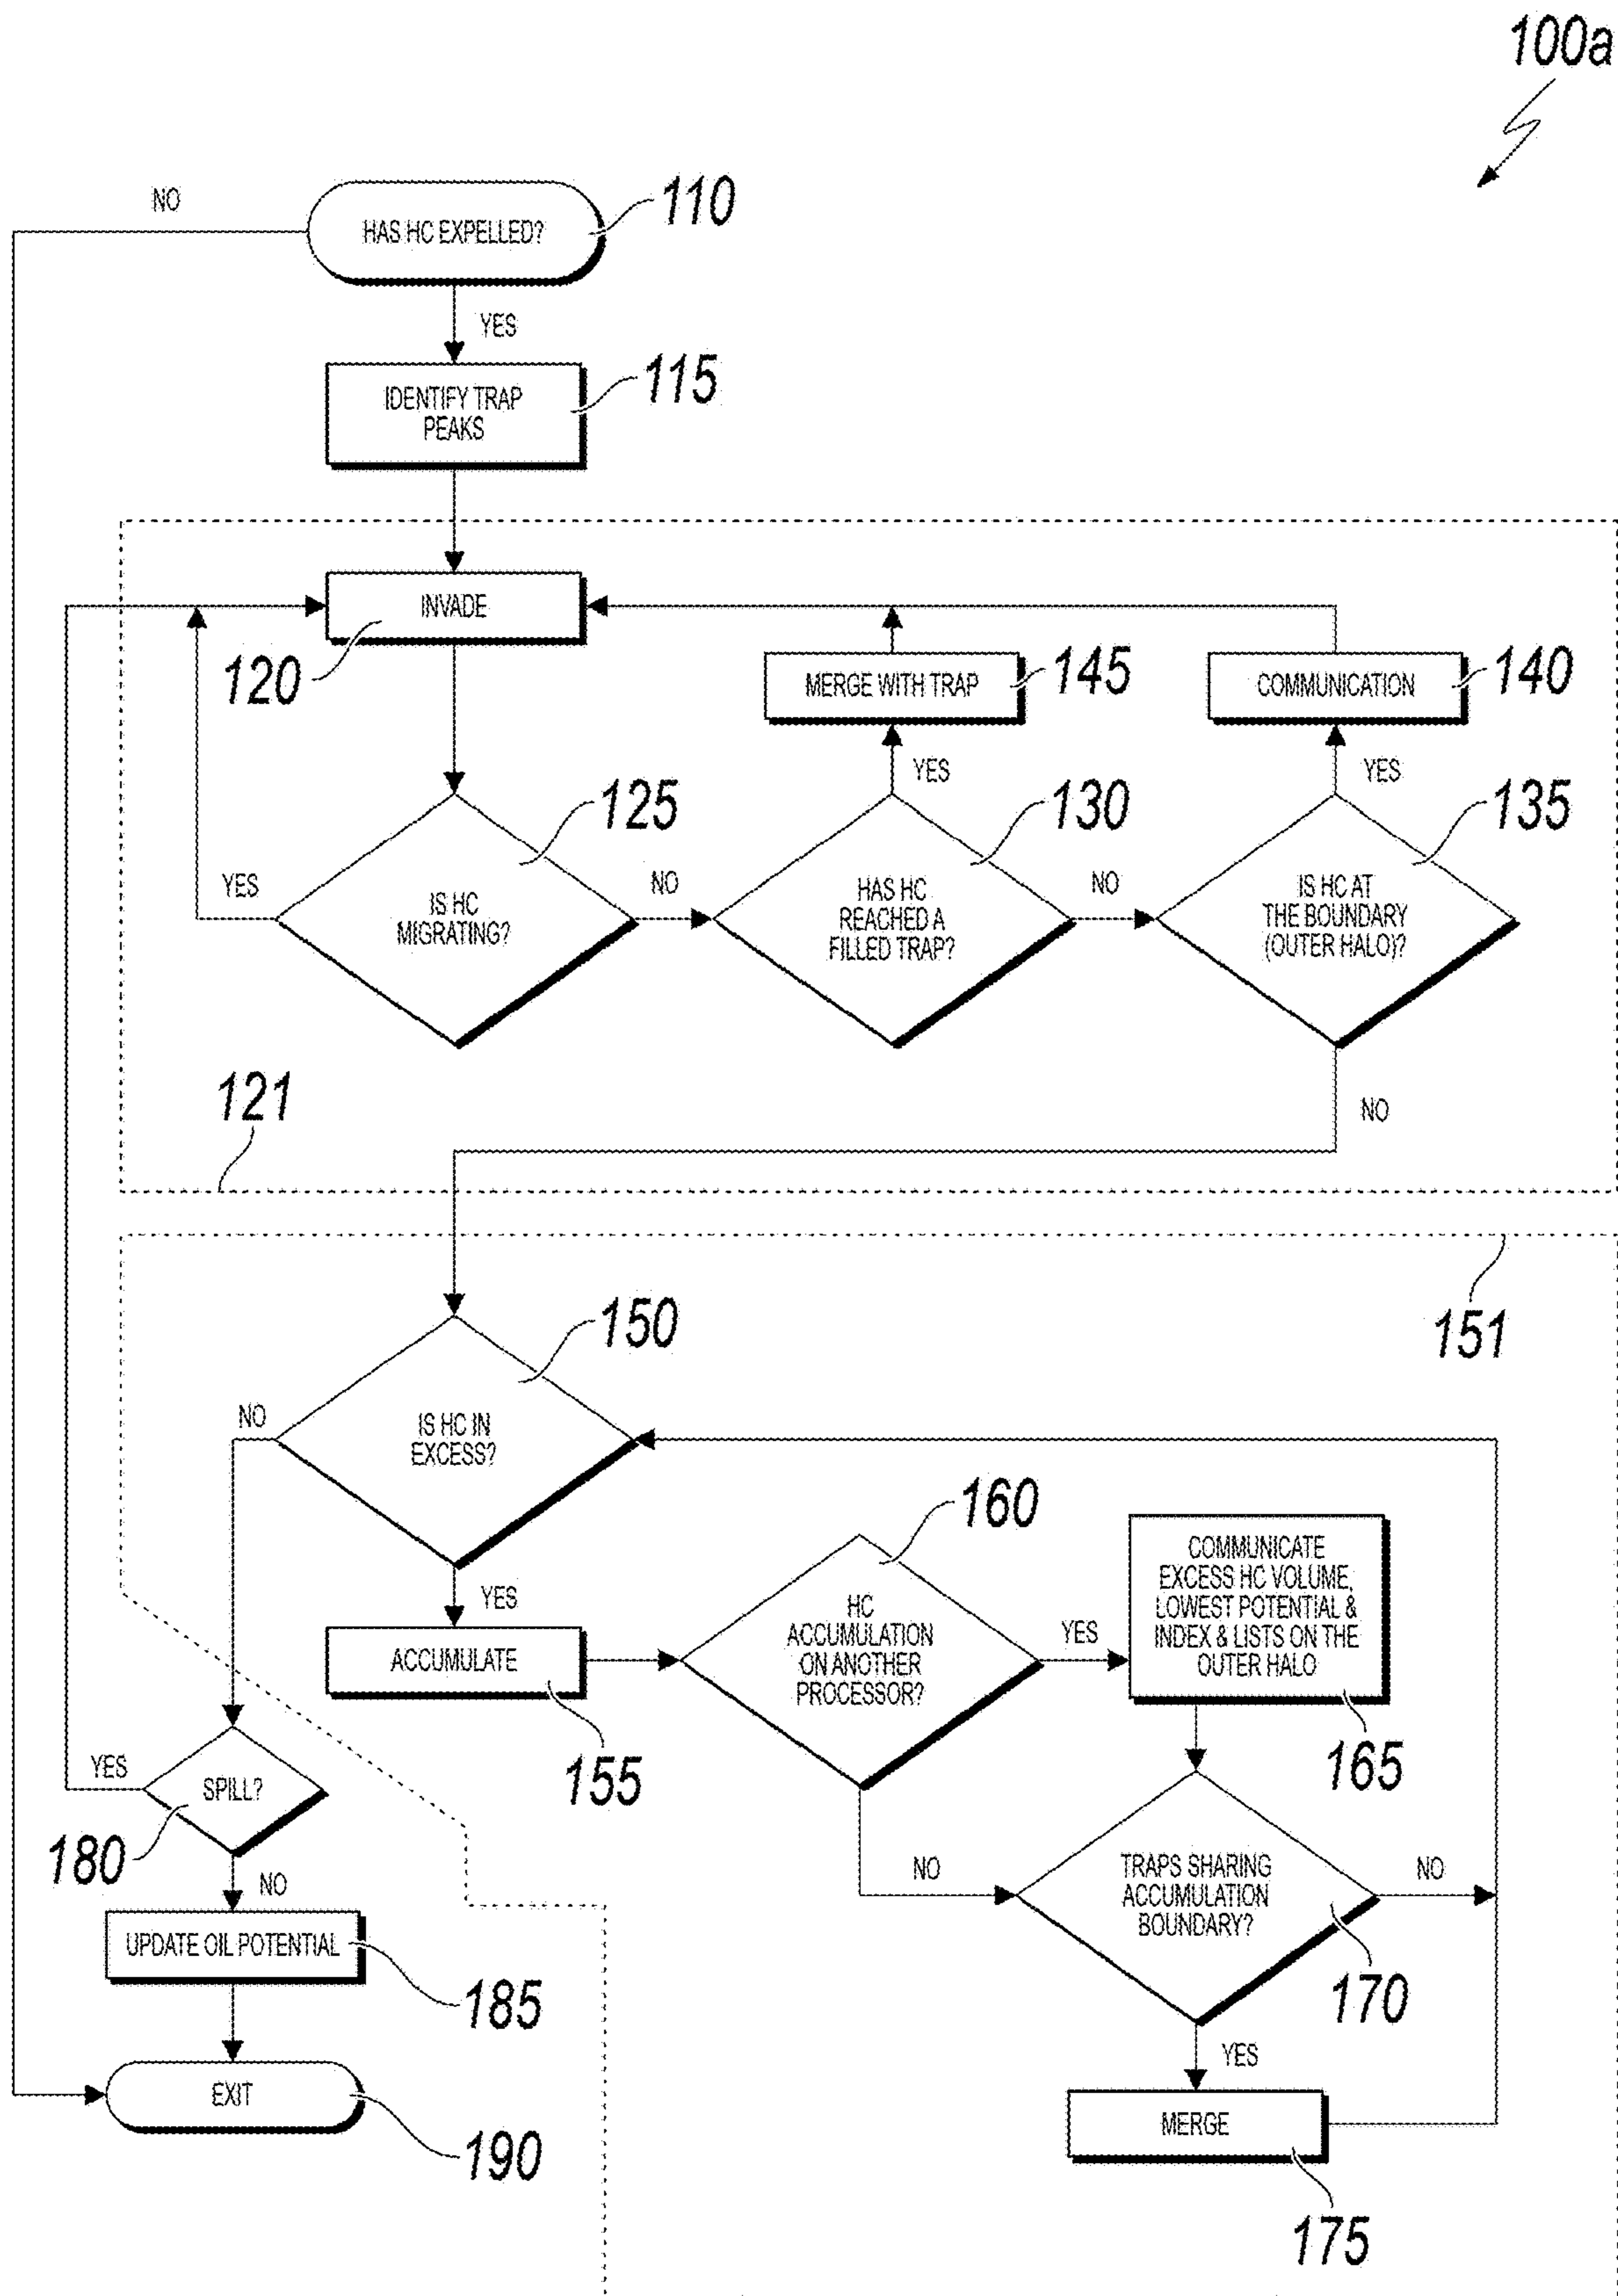 100a
NO
HAS HC EXPELLED?
110
YES
IDENTIFY TRAP
PEAKS
115
INVADE
120
MERGE WITH TRAP
145
COMMUNICATION
140
YES
YES
125
130
135
YES
IS HC
MIGRATING?
NO
HAS HC
REACHED A
FILLED TRAP?
NO
IS HC AT
THE BOUNDARY
(OUTER HALO)?
121
NO
151
150
NO
IS HC IN
EXCESS?
160
YES
ACCUMULATE
155
HC
ACCUMULATION
ON ANOTHER
PROCESSOR?
YES
COMMUNICATE
EXCESS HC VOLUME,
LOWEST POTENTIAL &
INDEX & LISTS ON THE
OUTER HALO
165
YES
SPILL?
180
NO
NO
TRAPS SHARING
ACCUMULATION
BOUNDARY?
NO
170
UPDATE OIL POTENTIAL
185
YES
EXIT
190
MERGE
175